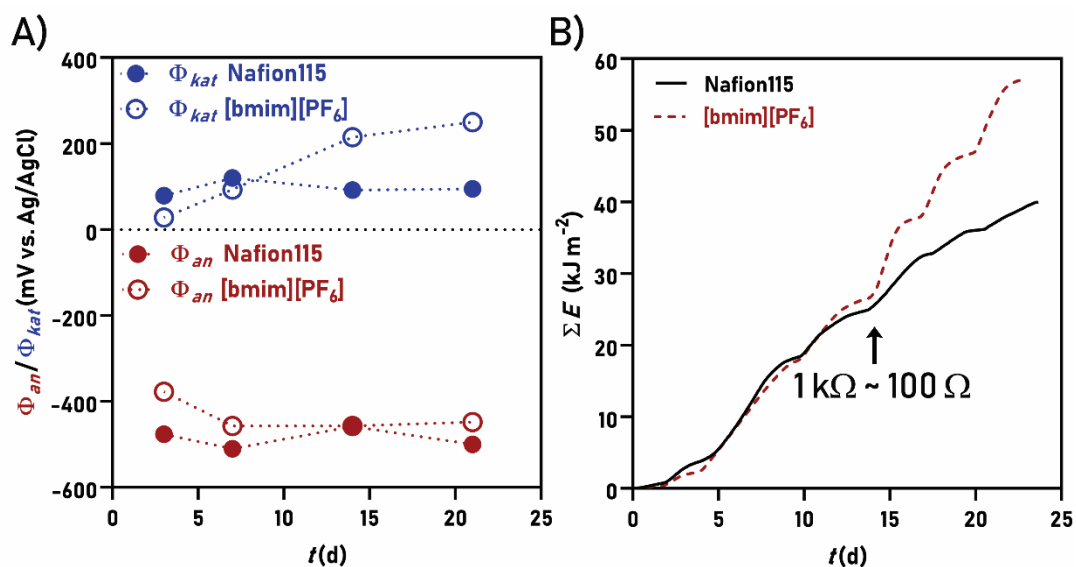 A)
400
200
0
-200
-400
-600
0
5
10
15
20
25
Φkat Nafion115
Φkat [bmim][PF6]
Φan Nafion115
Φan [bmim][PF6]
Φan/Φkat (mV vs. Ag/AgCl)
t (d)
B)
60
50
40
30
20
10
0
0
5
10
15
20
25
Nafion115
[bmim][PF6]
1 kΩ ~ 100 Ω
Σ E (kJ m-2)
t (d)